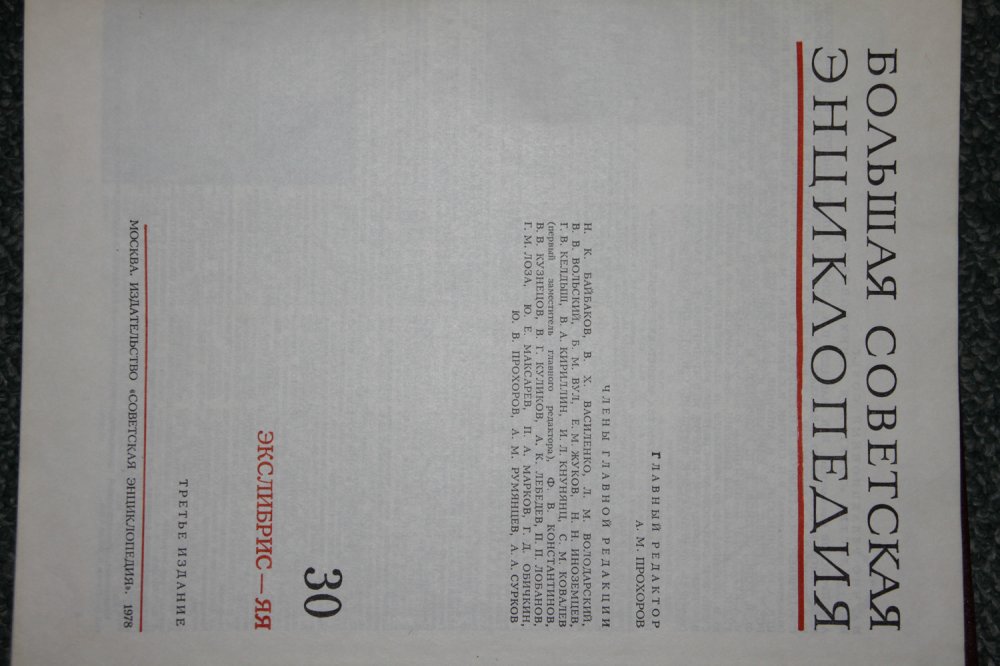 БОЛЬШАЯ СОВЕТСКАЯ
ЭНЦИКЛОПЕДИЯ
ГЛАВНЫЙ РЕДАКТОР
А. М. ПРОХОРОВ
ЧЛЕНЫ ГЛАВНОЙ РЕДАКЦИИ
Н. К. БАЙБАКОВ, В. Х. ВАСИЛЕНКО, Л. М. ВОЛОДАРСКИЙ,
В. В. ВОЛЬСКИЙ, Б. М. ВУЛ, Е. М. ЖУКОВ, Н. Н. ИНОЗЕМЦЕВ,
Г. В. КЕЛДЫШ, В. А. КИРИЛЛИН, И. Л. КНУНЯНЦ, С. М. КОВАЛЕВ
(первый заместитель главного редактора), Ф. В. КОНСТАНТИНОВ,
В. В. КУЗНЕЦОВ, В. Г. КУЛИКОВ, А. К. ЛЕБЕДЕВ, П. П. ЛОБАНОВ,
Г. М. ЛОЗА, Ю. Е. МАКСАРЕВ, П. А. МАРКОВ, Г. Д. ОБИЧКИН,
Ю. В. ПРОХОРОВ, А. М. РУМЯНЦЕВ, А. А. СУРКОВ
30
ЭКСЛИБРИС — ЯЯ
ТРЕТЬЕ ИЗДАНИЕ
МОСКВА. ИЗДАТЕЛЬСТВО «СОВЕТСКАЯ ЭНЦИКЛОПЕДИЯ». 1978